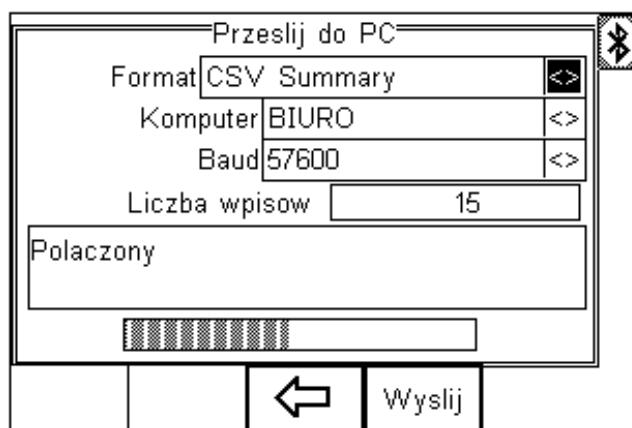 Przeslij do PC
Format CSV Summary <>
Komputer BIURO <>
Baud 57600 <>
Liczba wpisow 15
Polaczony
Wyslij